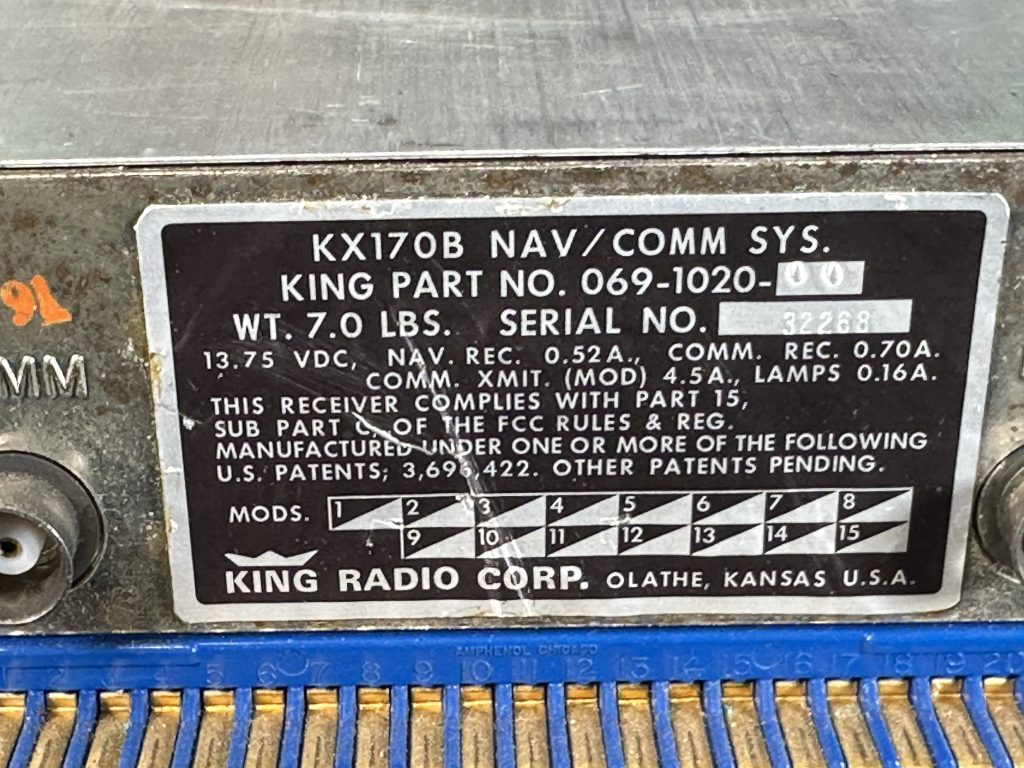 KX170B NAV/COMM SYS.
KING PART NO. 069-1020-00
WT. 7.0 LBS. SERIAL NO. 32268
13.75 VDC, NAV. REC. 0.52A., COMM. REC. 0.70A.
COMM. XMIT. (MOD) 4.5A., LAMPS 0.16A.
THIS RECEIVER COMPLIES WITH PART 15,
SUB PART OF THE FCC RULES & REG.
MANUFACTURED UNDER ONE OR MORE OF THE FOLLOWING
U.S. PATENTS; 3,696,422. OTHER PATENTS PENDING.
MODS. 1 2 3 4 5 6 7 8
9 10 11 12 13 14 15
KING RADIO CORP. OLATHE, KANSAS U.S.A.
91
MM
AMPHENOL CHICAGO
5 6 7 8 9 10 11 12 13 14 15 16 17 18 19 20